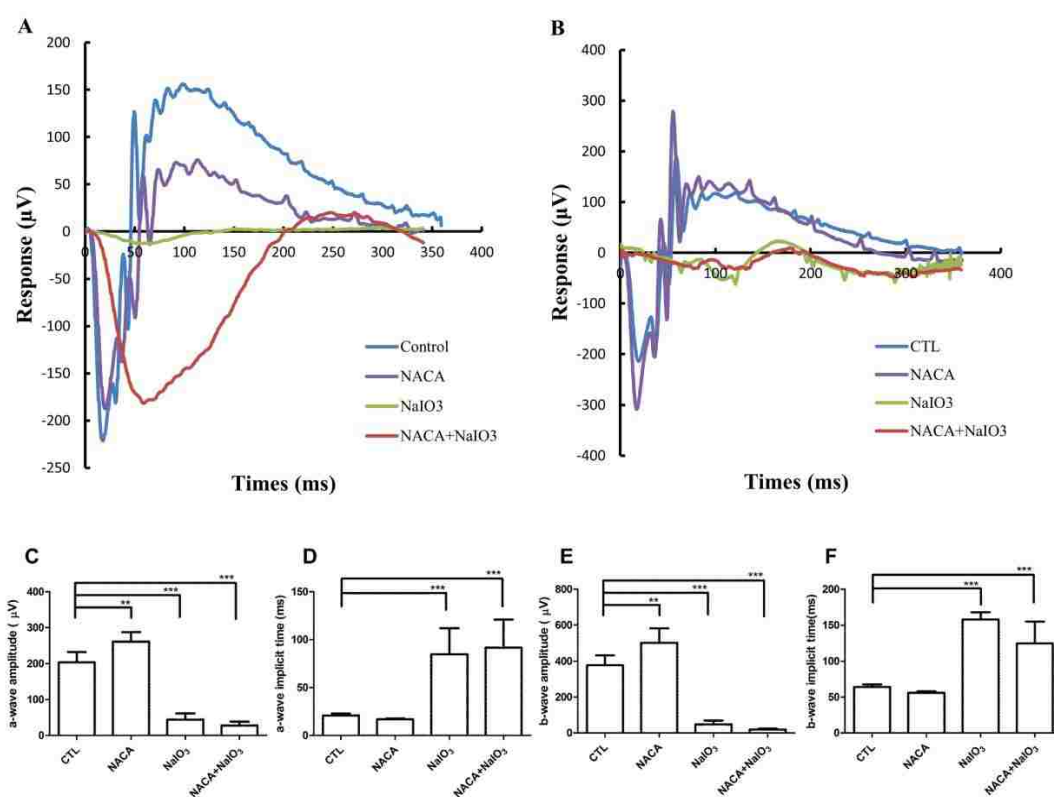 A
Response (µV)
200
150
100
50
0
-50
-100
-150
-200
-250
0
50
100
150
200
250
300
350
400
Control
NACA
NaIO3
NACA+NaIO3
Times (ms)
B
Response (µV)
400
300
200
100
0
-100
-200
-300
-400
0
100
200
300
400
CTL
NACA
NaIO3
NACA+NaIO3
Times (ms)
C
a-wave amplitude ( µV)
400
300
200
100
0
***
***
**
CTL
NACA
NaIO₃
NACA+NaIO₃
D
a-wave implicit time (ms)
150
100
50
0
***
***
CTL
NACA
NaIO₃
NACA+NaIO₃
E
b-wave amplitude ( µV)
800
600
400
200
0
***
***
**
CTL
NACA
NaIO₃
NACA+NaIO₃
F
b-wave implicit time(ms)
200
150
100
50
0
***
***
CTL
NACA
NaIO₃
NACA+NaIO₃